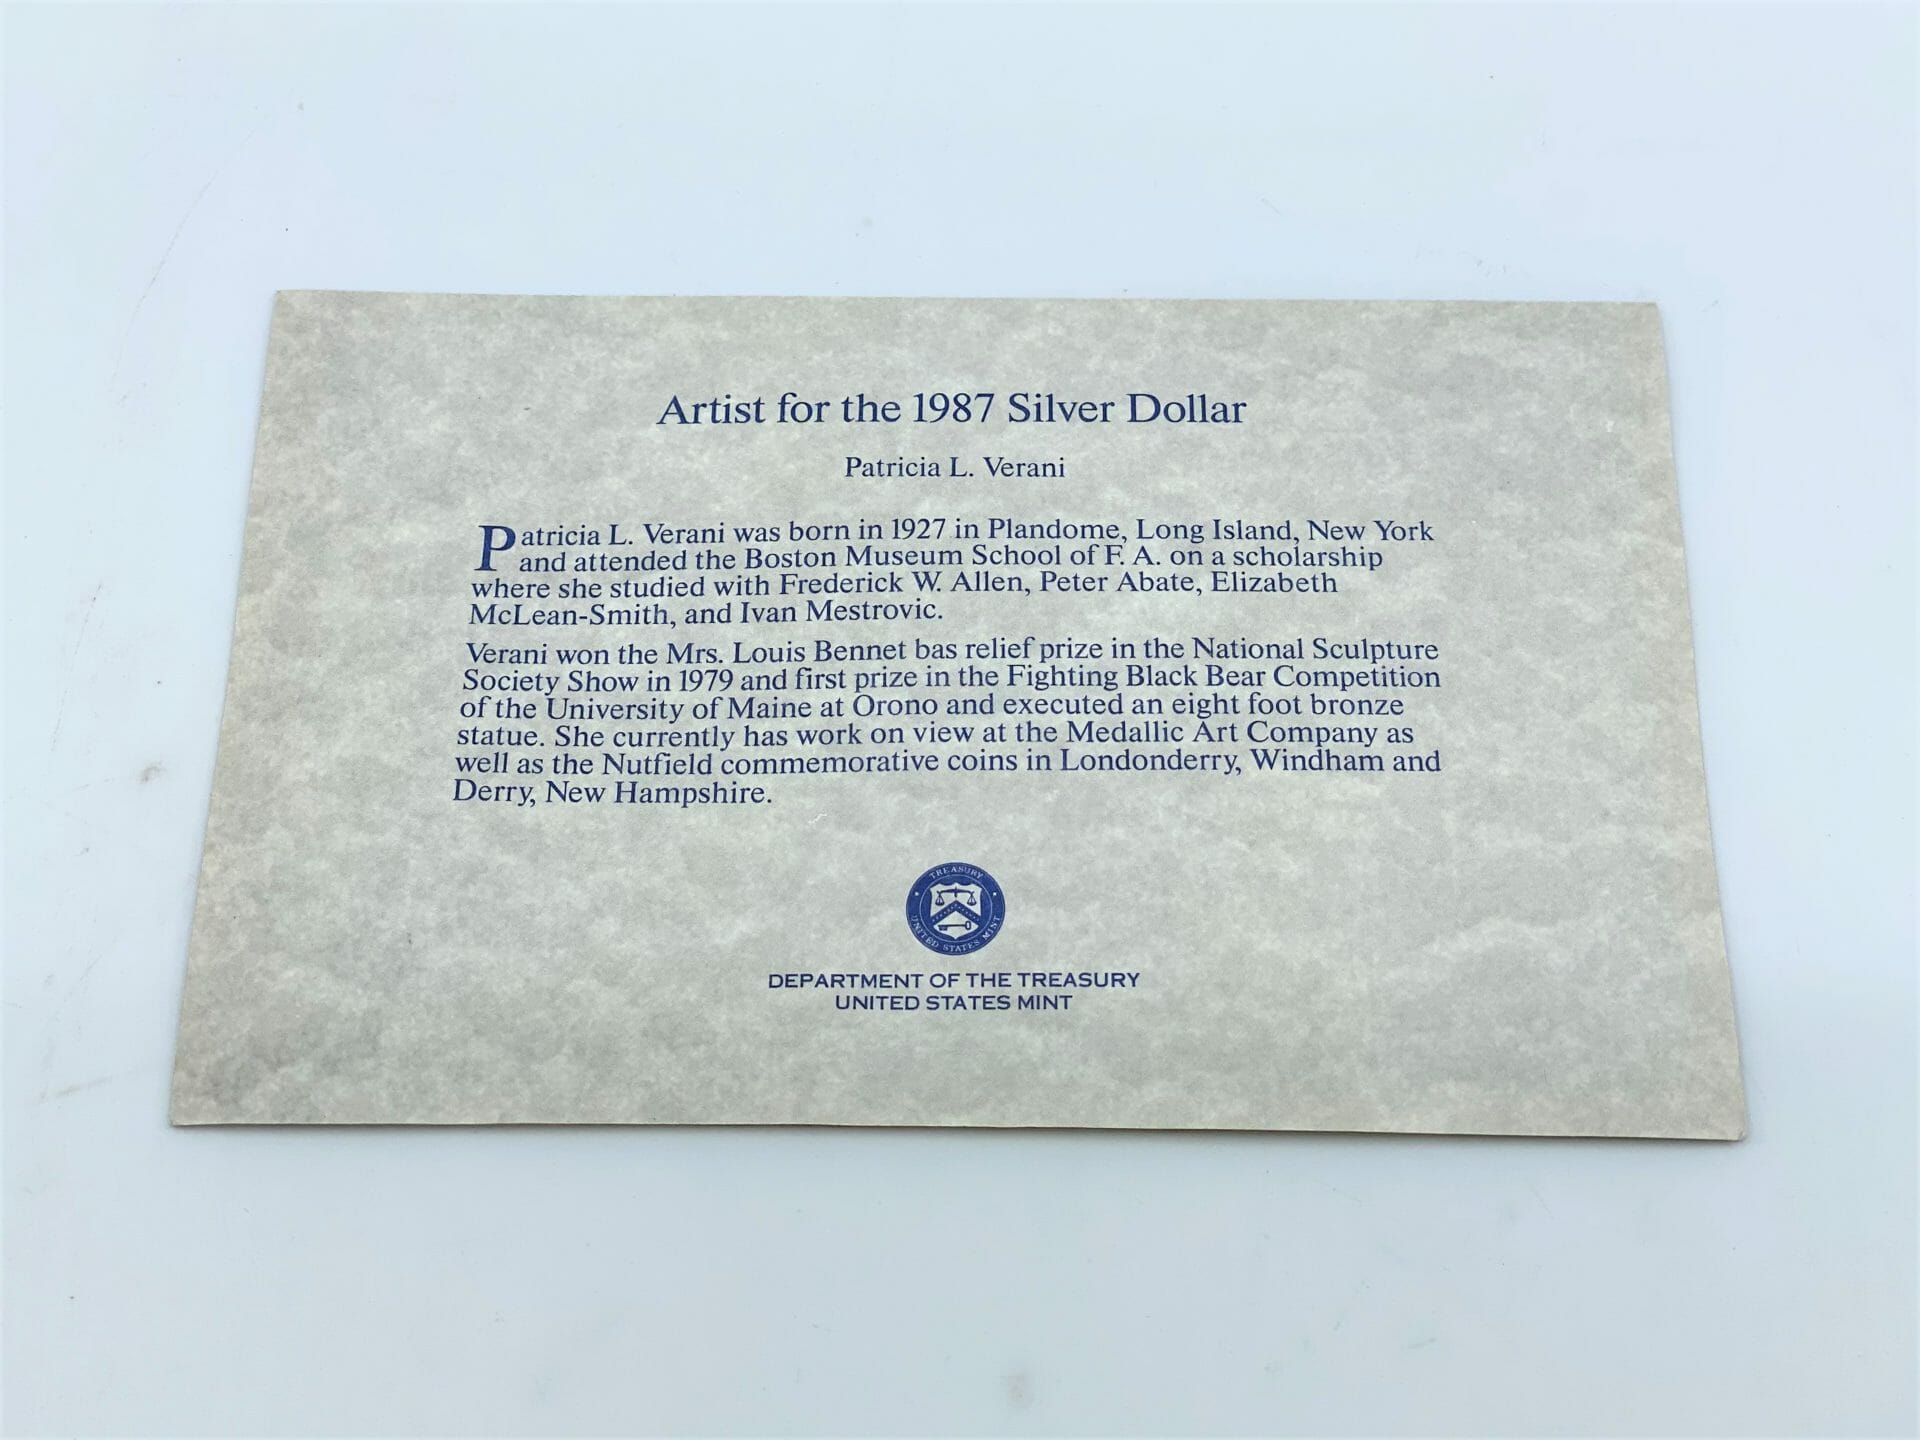 Artist for the 1987 Silver Dollar
Patricia L. Verani
Patricia L. Verani was born in 1927 in Plandome, Long Island, New York
and attended the Boston Museum School of F. A. on a scholarship
where she studied with Frederick W. Allen, Peter Abate, Elizabeth
McLean-Smith, and Ivan Mestrovic.
Verani won the Mrs. Louis Bennet bas relief prize in the National Sculpture
Society Show in 1979 and first prize in the Fighting Black Bear Competition
of the University of Maine at Orono and executed an eight foot bronze
statue. She currently has work on view at the Medallic Art Company as
well as the Nutfield commemorative coins in Londonderry, Windham and
Derry, New Hampshire.
TREASURY
UNITED STATES MINT
DEPARTMENT OF THE TREASURY
UNITED STATES MINT